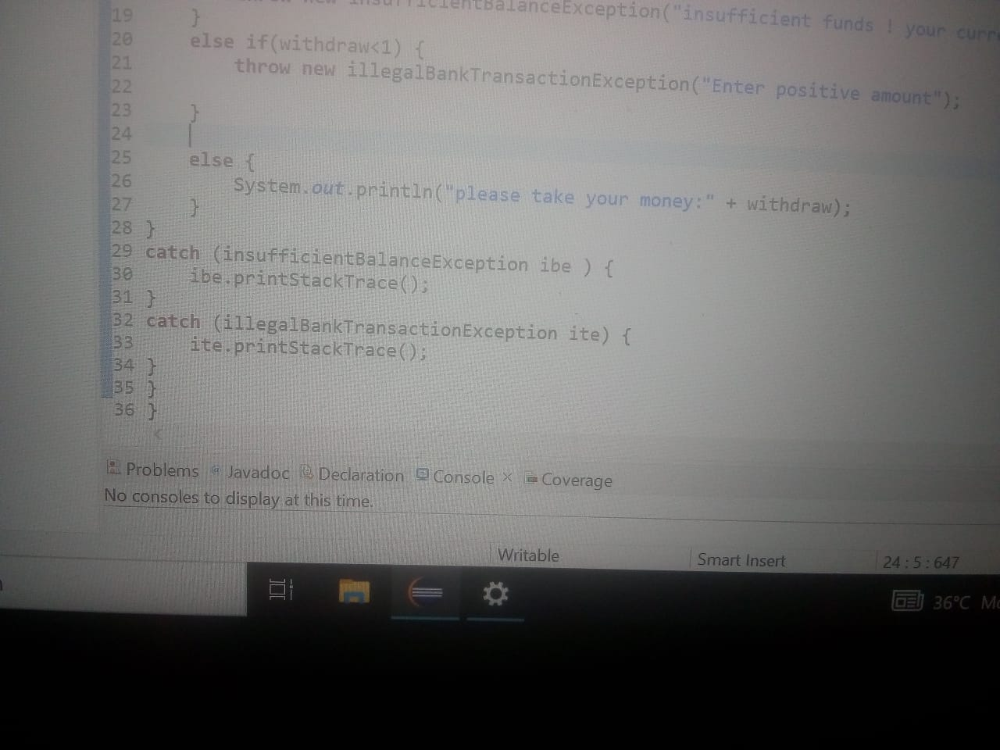 new insufficientBalanceException("insufficient funds ! your curr
19 }
20 else if(withdraw<1) {
21 throw new illegalBankTransactionException("Enter positive amount");
22
23 }
24
25 else {
26 System.out.println("please take your money:" + withdraw);
27 }
28 }
29 catch (insufficientBalanceException ibe ) {
30 ibe.printStackTrace();
31 }
32 catch (illegalBankTransactionException ite) {
33 ite.printStackTrace();
34 }
35 }
36 }
Problems Javadoc Declaration Console × Coverage
No consoles to display at this time.
Writable Smart Insert 24 : 5 : 647
36°C